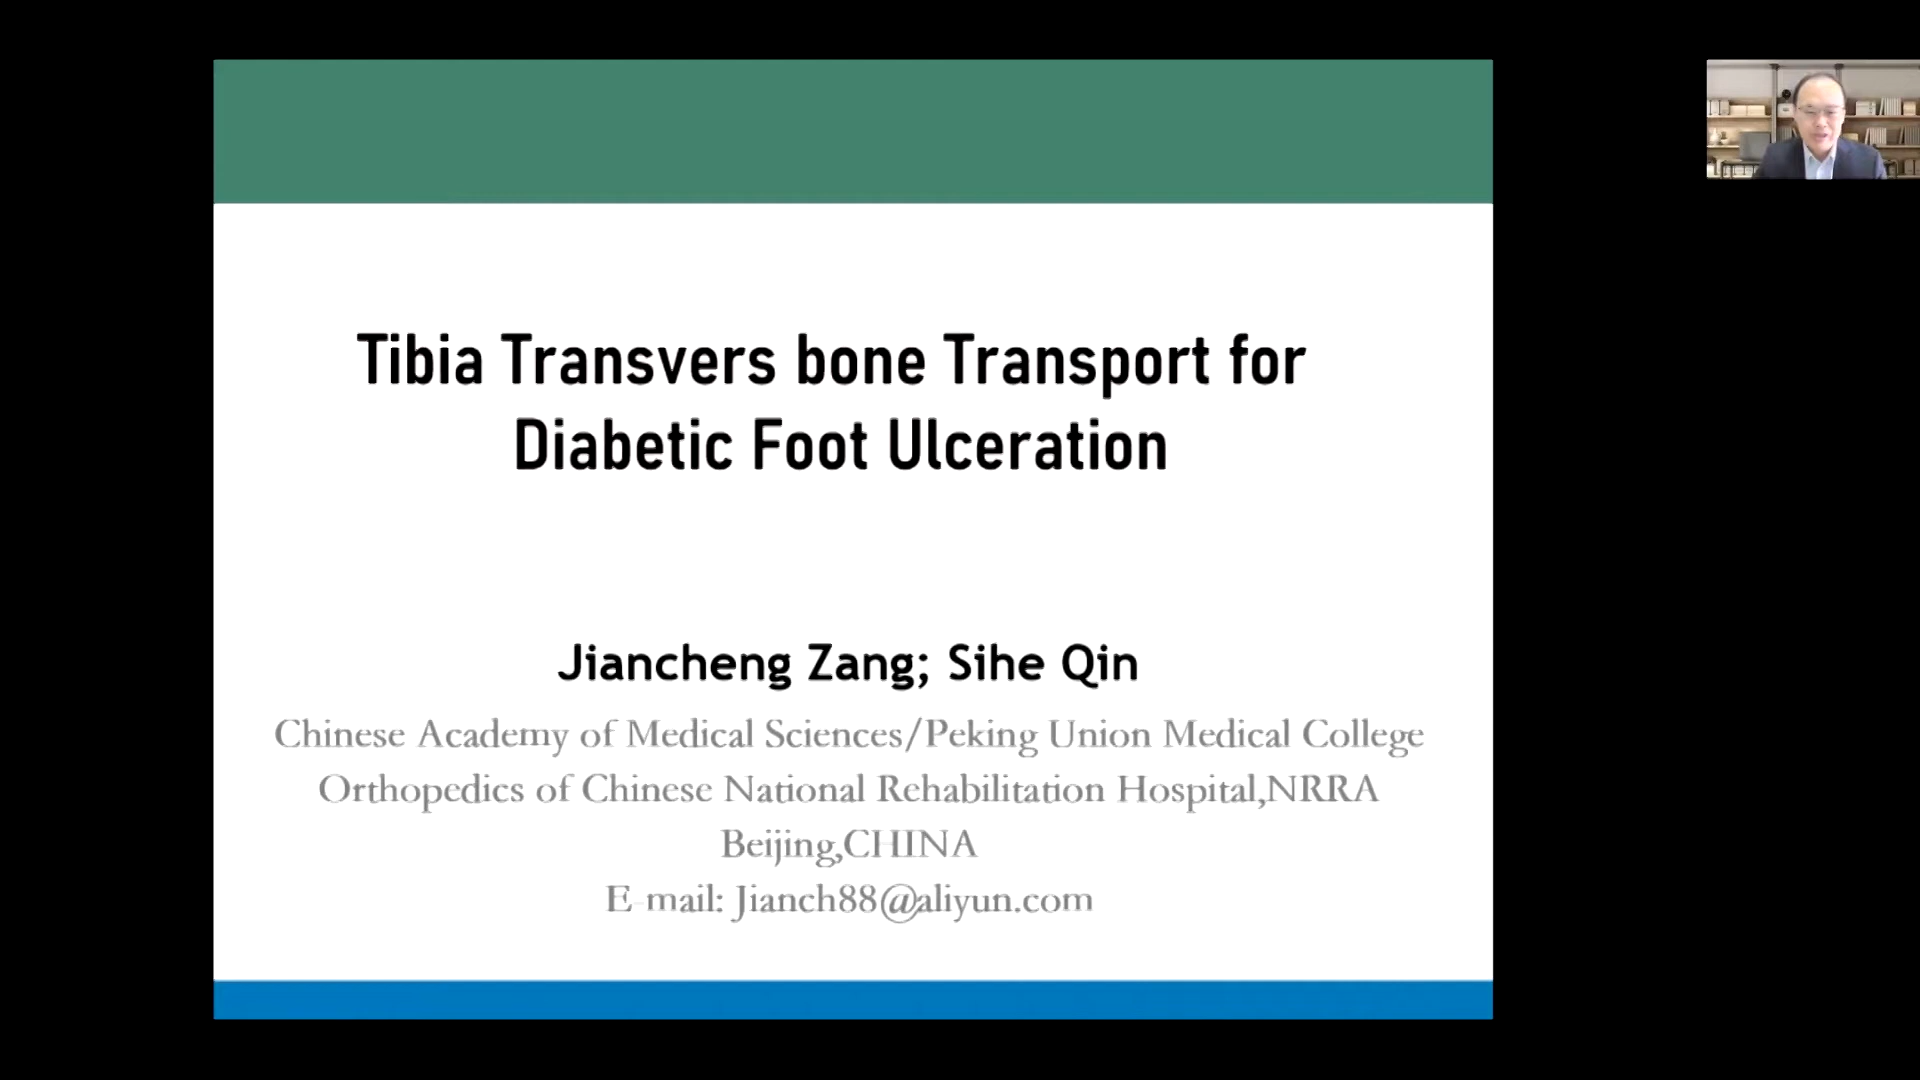 Tibia Transvers bone Transport for
Diabetic Foot Ulceration
Jiancheng Zang; Sihe Qin
Chinese Academy of Medical Sciences/Peking Union Medical College
Orthopedics of Chinese National Rehabilitation Hospital,NRRA
Beijing,CHINA
E-mail: Jianch88@aliyun.com